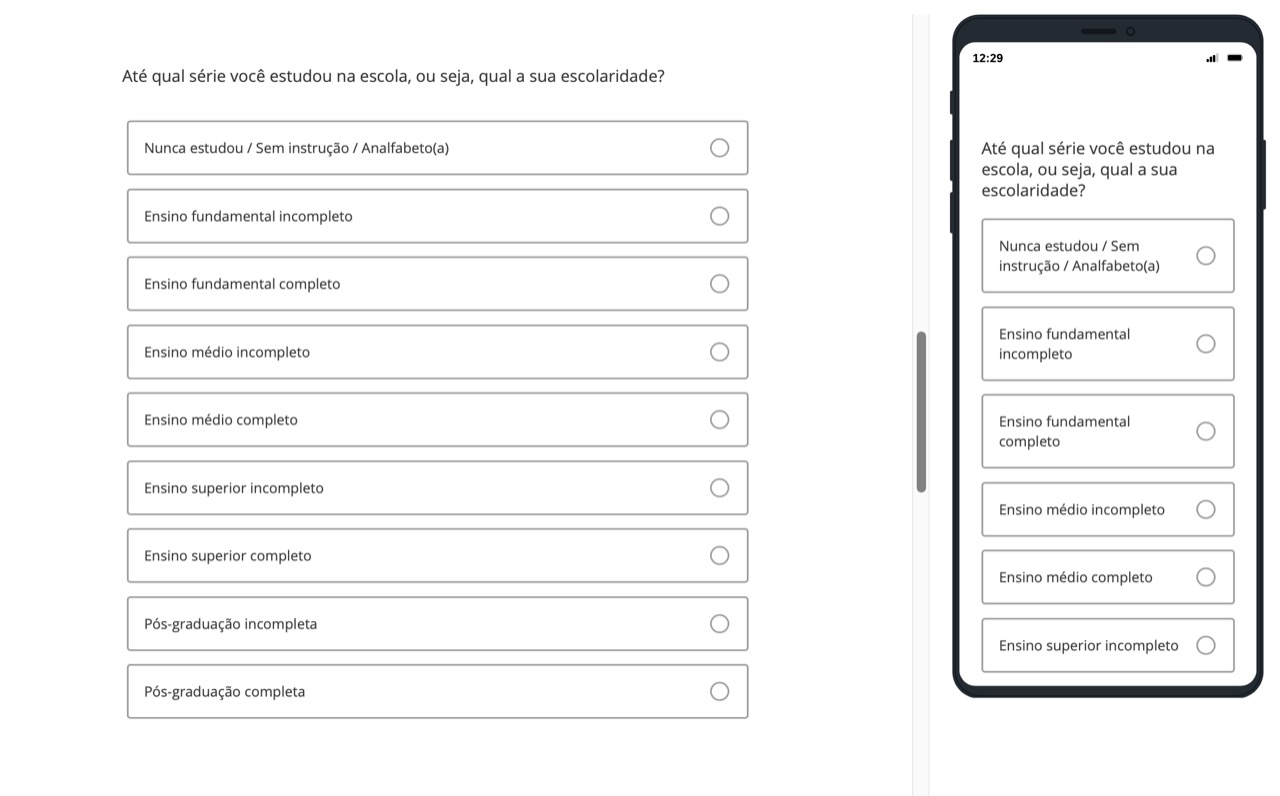 Até qual série você estudou na escola, ou seja, qual a sua escolaridade?
Nunca estudou / Sem instrução / Analfabeto(a)
Ensino fundamental incompleto
Ensino fundamental completo
Ensino médio incompleto
Ensino médio completo
Ensino superior incompleto
Ensino superior completo
Pós-graduação incompleta
Pós-graduação completa
12:29
Até qual série você estudou na
escola, ou seja, qual a sua
escolaridade?
Nunca estudou / Sem
instrução / Analfabeto(a)
Ensino fundamental
incompleto
Ensino fundamental
completo
Ensino médio incompleto
Ensino médio completo
Ensino superior incompleto